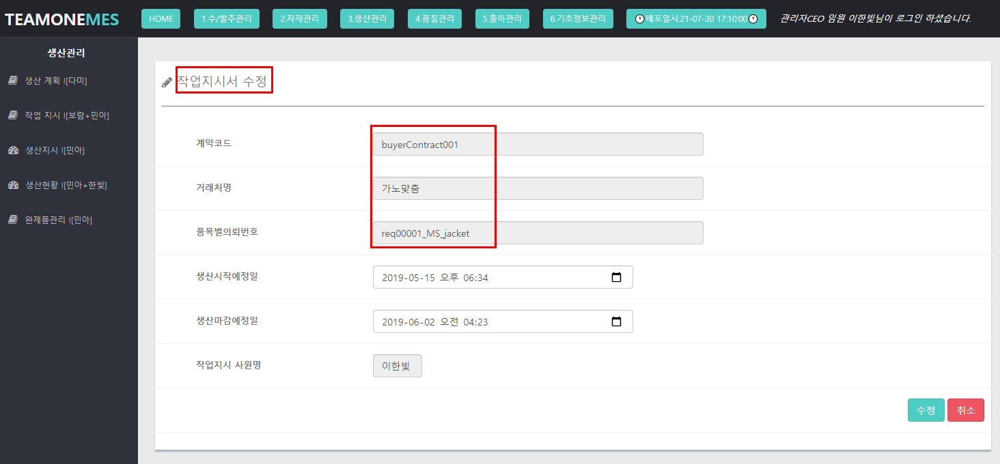 TEAMONEMES
HOME
1.수/발주관리
2.자재관리
3.생산관리
4.품질관리
5.출하관리
6.기초정보관리
배포일시:21-07-30 17:10:00
관리자CEO 임원 이한빛님이 로그인 하셨습니다.
생산관리
생산 계획 ![다미]
작업 지시 ![보람+민아]
생산지시 ![민아]
생산현황 ![민아+한빛]
완제품관리 ![민아]
작업지시서 수정
계약코드
buyerContract001
거래처명
가노맞춤
품목별의뢰번호
req00001_MS_jacket
생산시작예정일
2019-05-15 오후 06:34
생산마감예정일
2019-06-02 오전 04:23
작업지시 사원명
이한빛
수정
취소